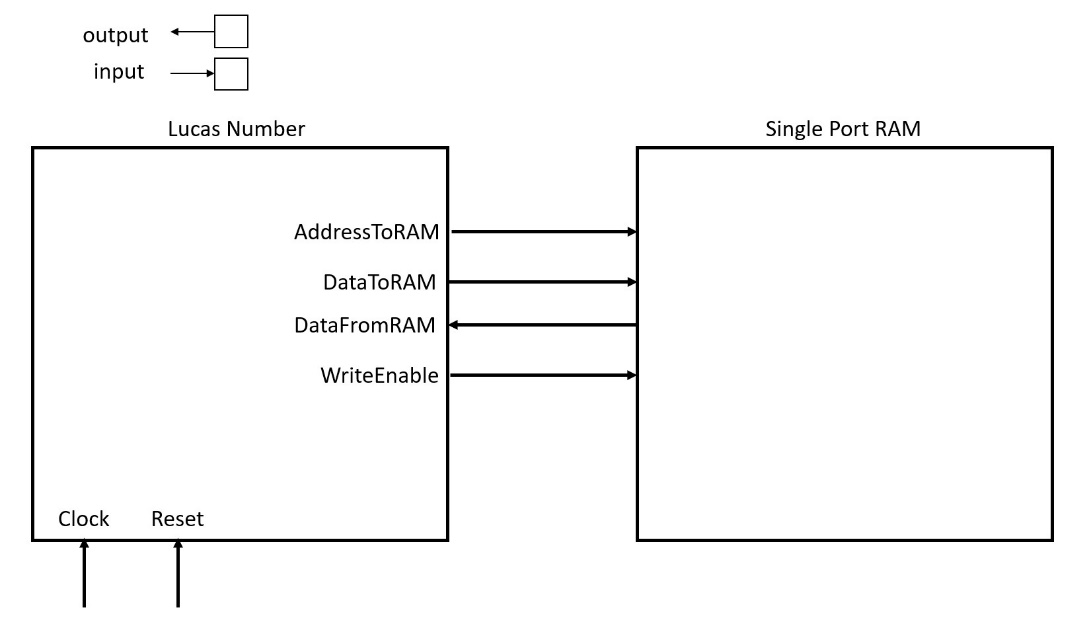 output
input
Lucas Number
Single Port RAM
AddressToRAM
DataToRAM
DataFromRAM
WriteEnable
Clock Reset